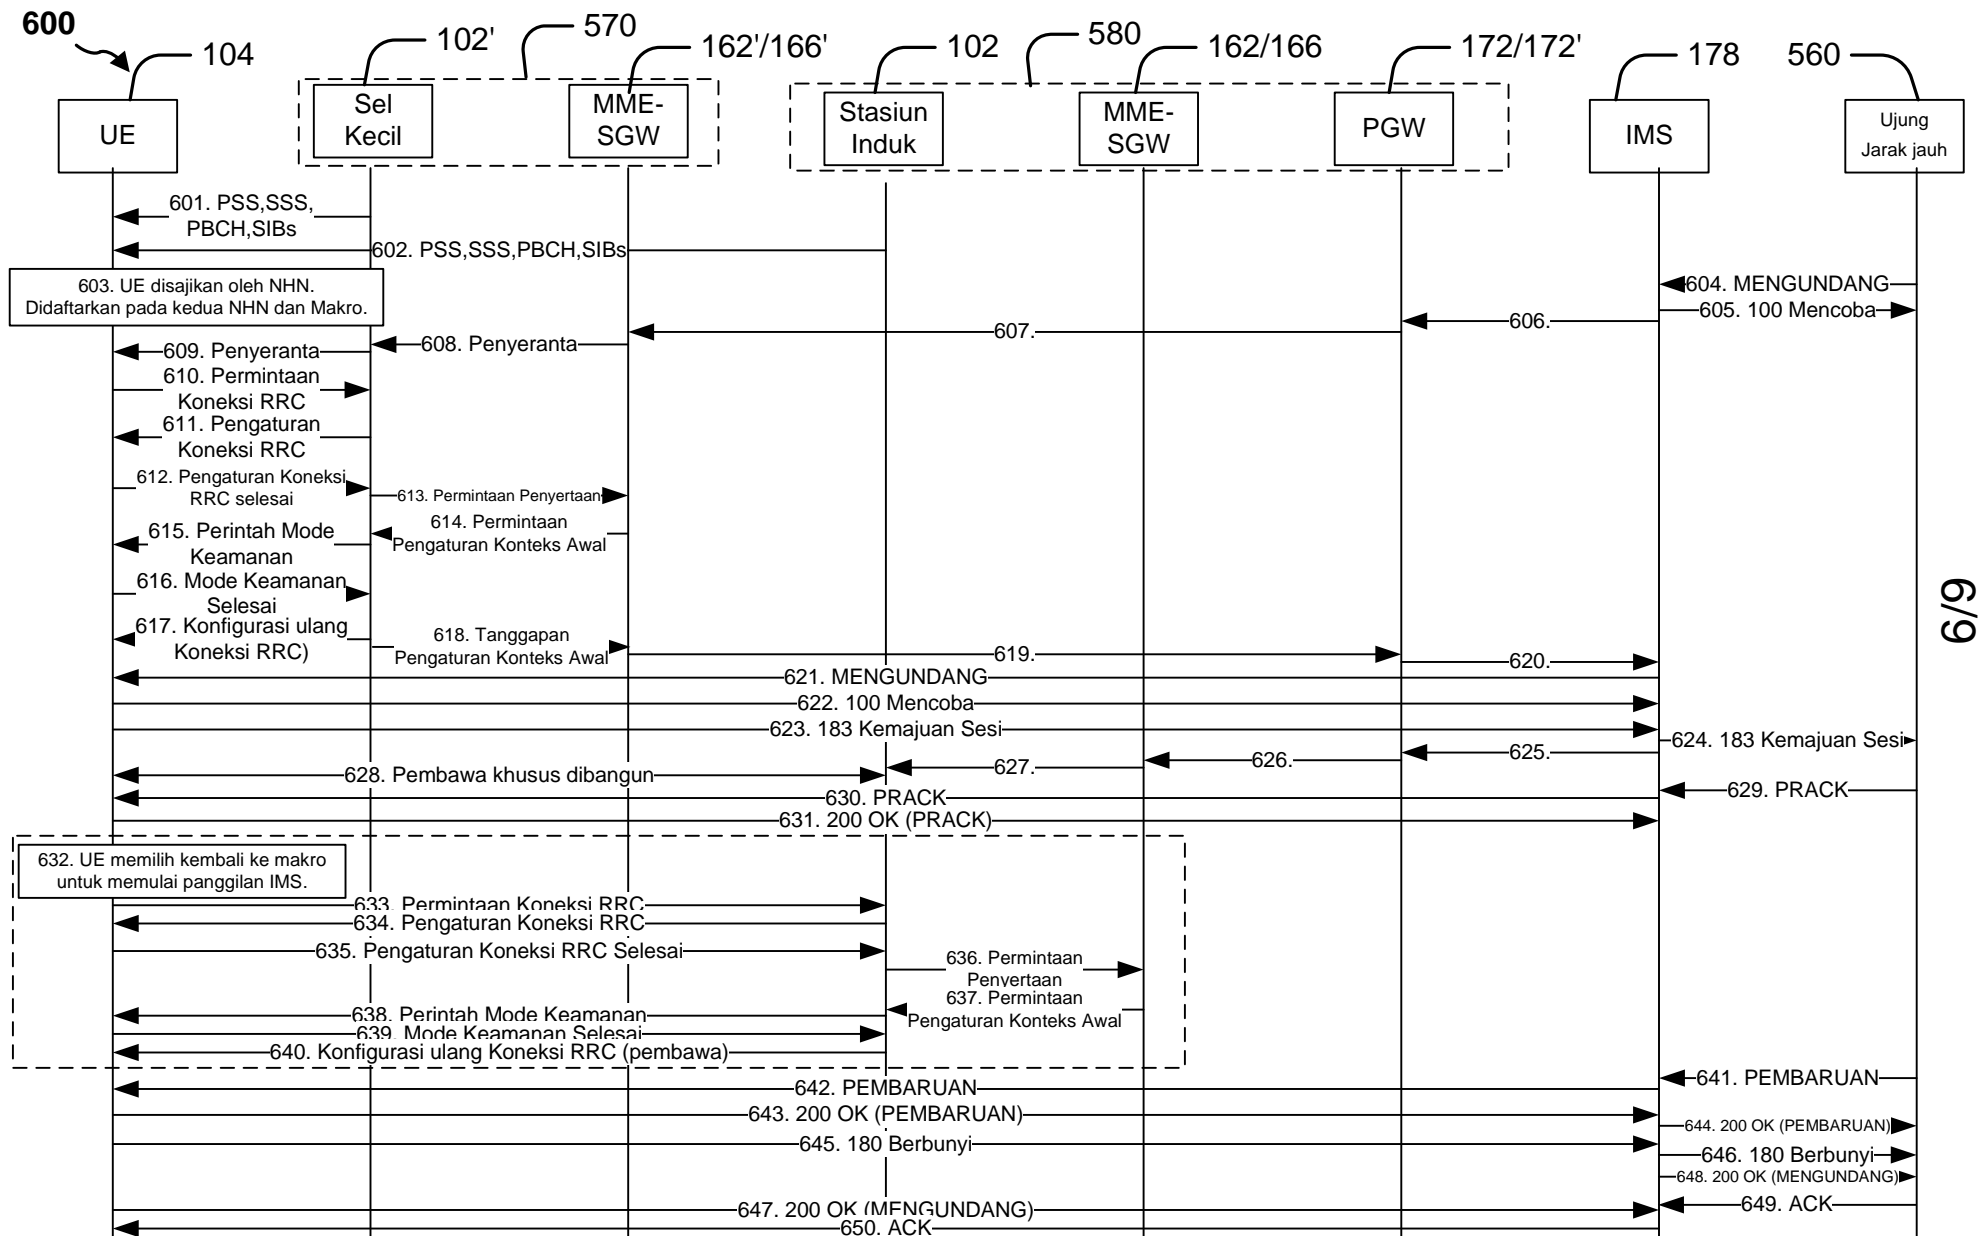 600
104
102'
570
162'/166'
102
580
162/166
172/172'
178
560
UE
Sel
Kecil
MME-
SGW
Stasiun
Induk
MME-
SGW
PGW
IMS
Ujung
Jarak jauh
601. PSS,SSS,
PBCH,SIBs
602. PSS,SSS,PBCH,SIBs
603. UE disajikan oleh NHN.
Didaftarkan pada kedua NHN dan Makro.
604. MENGUNDANG
605. 100 Mencoba
606.
607.
608. Penyeranta
609. Penyeranta
610. Permintaan
Koneksi RRC
611. Pengaturan
Koneksi RRC
612. Pengaturan Koneksi
RRC selesai
613. Permintaan Penyertaan
614. Permintaan
Pengaturan Konteks Awal
615. Perintah Mode
Keamanan
616. Mode Keamanan
Selesai
617. Konfigurasi ulang
Koneksi RRC)
618. Tanggapan
Pengaturan Konteks Awal
619.
620.
621. MENGUNDANG
622. 100 Mencoba
623. 183 Kemajuan Sesi
624. 183 Kemajuan Sesi
625.
626.
627.
628. Pembawa khusus dibangun
629. PRACK
630. PRACK
631. 200 OK (PRACK)
632. UE memilih kembali ke makro
untuk memulai panggilan IMS.
633. Permintaan Koneksi RRC
634. Pengaturan Koneksi RRC
635. Pengaturan Koneksi RRC Selesai
636. Permintaan
Penyertaan
637. Permintaan
Pengaturan Konteks Awal
638. Perintah Mode Keamanan
639. Mode Keamanan Selesai
640. Konfigurasi ulang Koneksi RRC (pembawa)
641. PEMBARUAN
642. PEMBARUAN
643. 200 OK (PEMBARUAN)
644. 200 OK (PEMBARUAN)
645. 180 Berbunyi
646. 180 Berbunyi
648. 200 OK (MENGUNDANG)
647. 200 OK (MENGUNDANG)
649. ACK
650. ACK
6/9